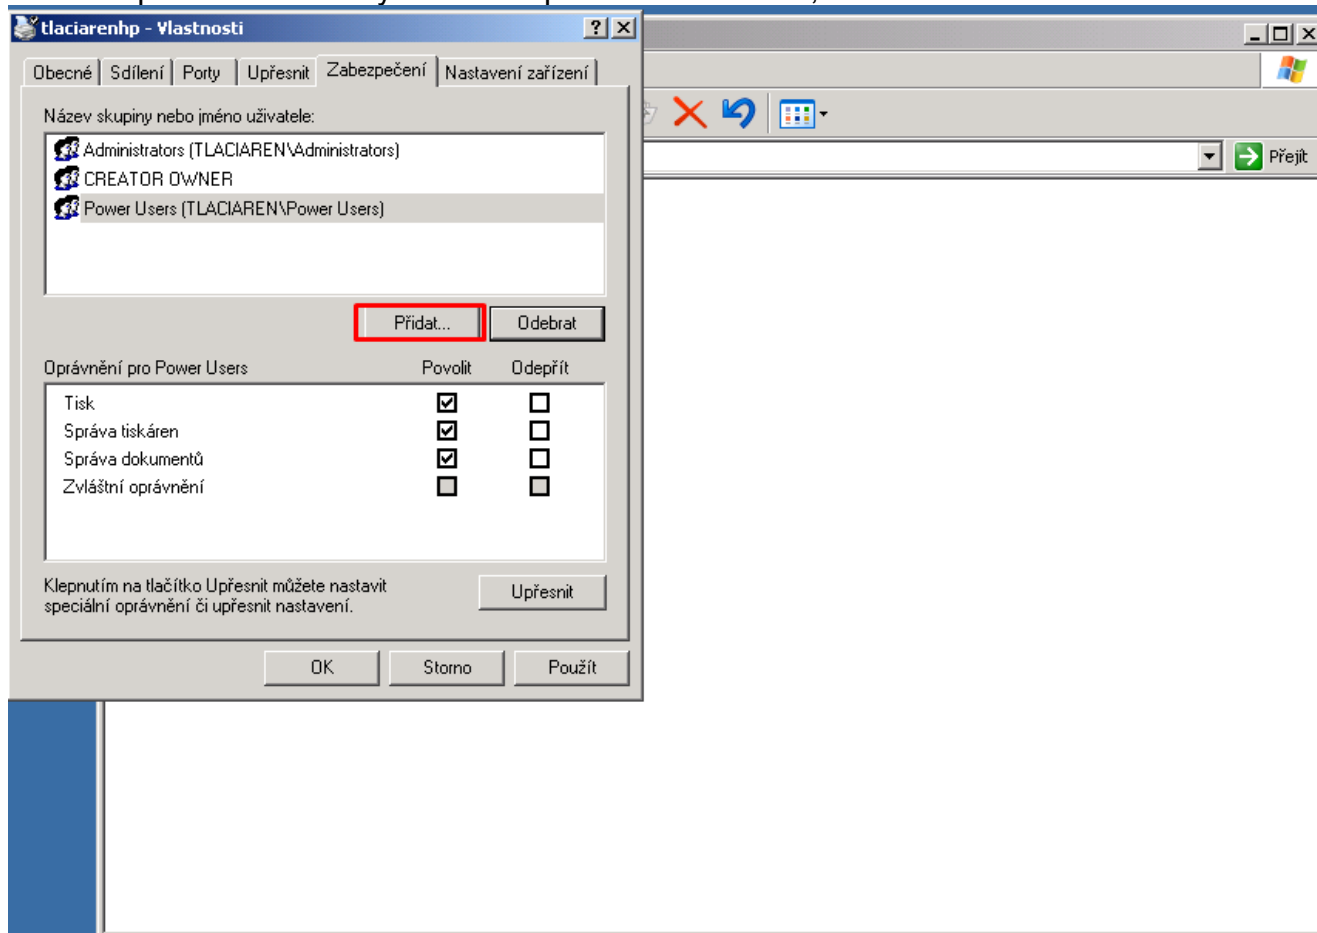 tlaciarenhp - Vlastnosti
Obecné Sdílení Porty Upřesnit Zabezpečení Nastavení zařízení
Název skupiny nebo jméno uživatele:
Administrators (TLACIAREN\Administrators)
CREATOR OWNER
Power Users (TLACIAREN\Power Users)
Přidat... Odebrat
Oprávnění pro Power Users Povolit Odepřít
Tisk
Správa tiskáren
Správa dokumentů
Zvláštní oprávnění
Klepnutím na tlačítko Upřesnit můžete nastavit
speciální oprávnění či upřesnit nastavení.
Upřesnit
OK Storno Použít
Přejít